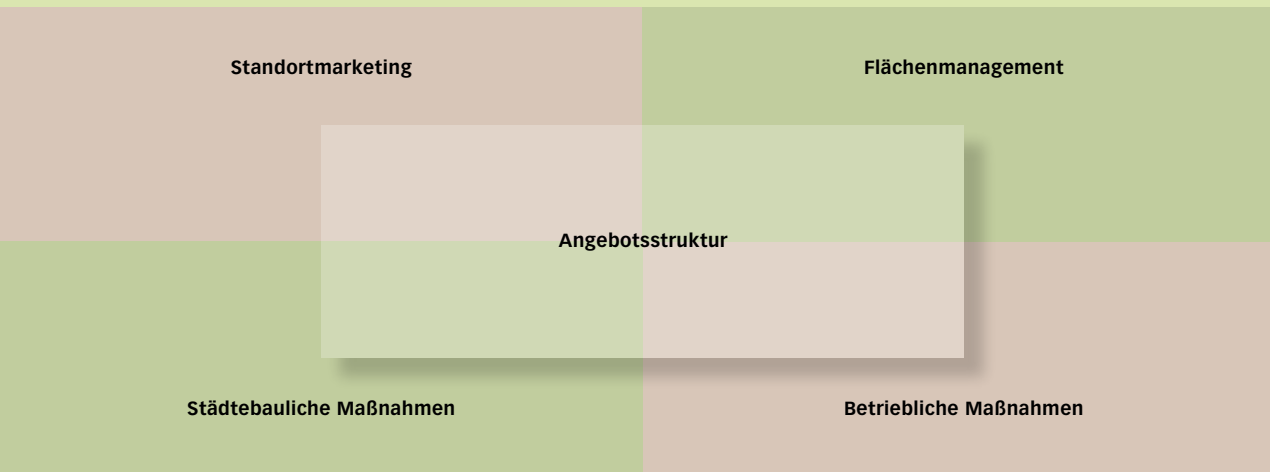 Standortmarketing
Flächenmanagement
Angebotsstruktur
Städtebauliche Maßnahmen
Betriebliche Maßnahmen